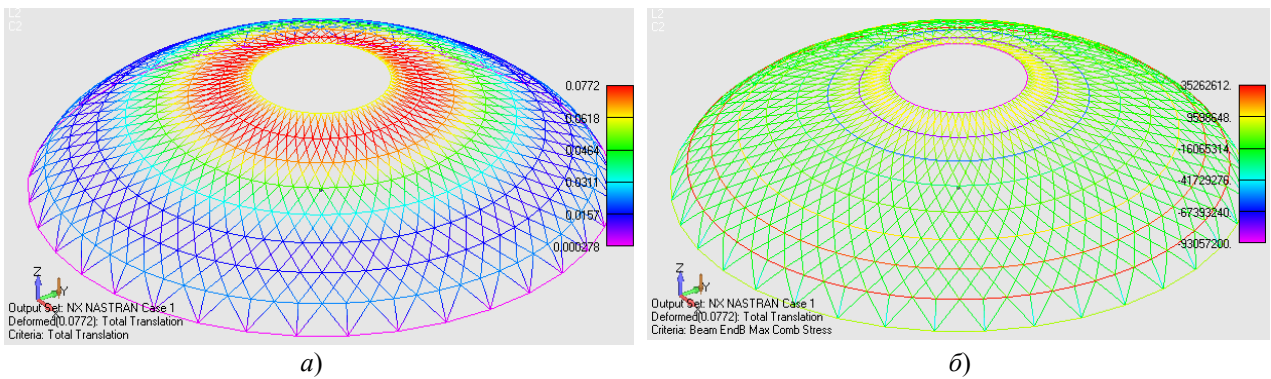 0.0772
0.0618
0.0464
0.0311
0.0157
0.000278
Z
Y
Output Set: NX NASTRAN Case 1
Deformed(0.0772): Total Translation
Criteria: Total Translation
а)
35262612.
9598648.
-16065314.
-41729276.
-67393240.
-93057200.
Z
Y
Output Set: NX NASTRAN Case 1
Deformed(0.0772): Total Translation
Criteria: Beam EndB Max Comb Stress
б)